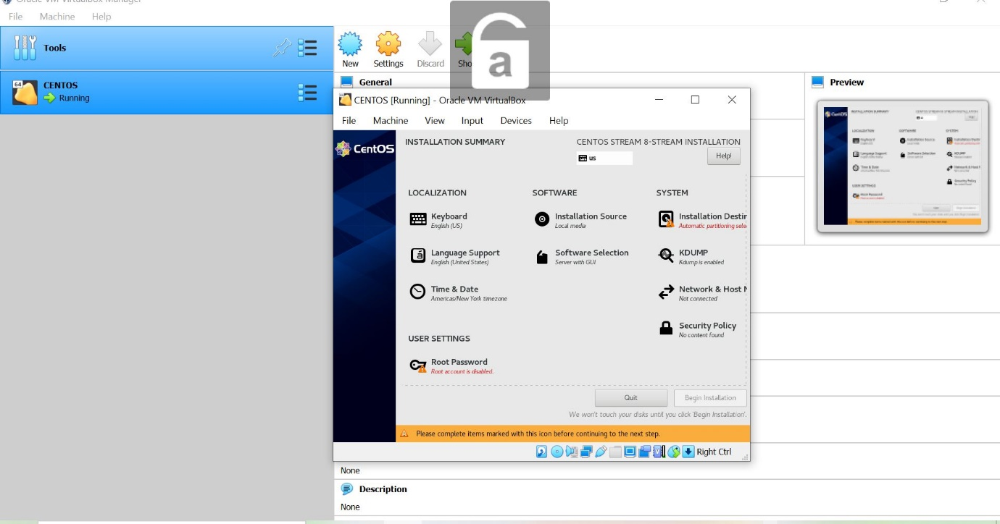 Oracle VM VirtualBox Manager
File Machine Help
Tools
64
CENTOS
Running
New Settings Discard Sho
a
General
Preview
CENTOS [Running] - Oracle VM VirtualBox
File Machine View Input Devices Help
CentOS
INSTALLATION SUMMARY
CENTOS STREAM 8-STREAM INSTALLATION
us
Help!
LOCALIZATION
Keyboard
English (US)
Language Support
English (United States)
Time & Date
Americas/New York timezone
USER SETTINGS
Root Password
Root account is disabled.
SOFTWARE
Installation Source
Local media
Software Selection
Server with GUI
SYSTEM
Installation Destin
Automatic partitioning sele
KDUMP
Kdump is enabled
Network & Host N
Not connected
Security Policy
No content found
Quit
Begin Installation
We won't touch your disks until you click 'Begin Installation'.
Please complete items marked with this icon before continuing to the next step.
Right Ctrl
None
Description
None